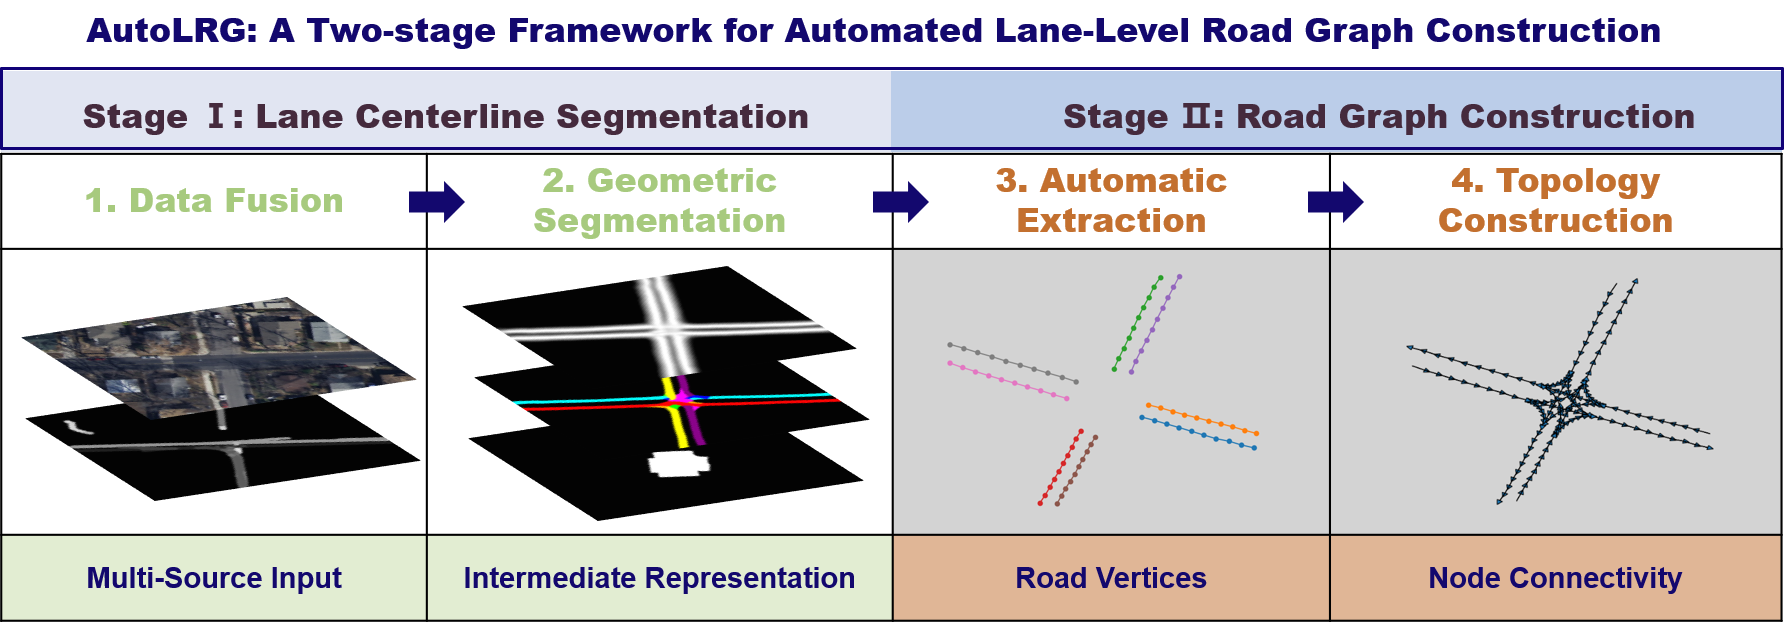 AutoLRG: A Two-stage Framework for Automated Lane-Level Road Graph Construction
Stage Ⅰ: Lane Centerline Segmentation
Stage Ⅱ: Road Graph Construction
1. Data Fusion
2. Geometric
Segmentation
3. Automatic
Extraction
4. Topology
Construction
Multi-Source Input
Intermediate Representation
Road Vertices
Node Connectivity